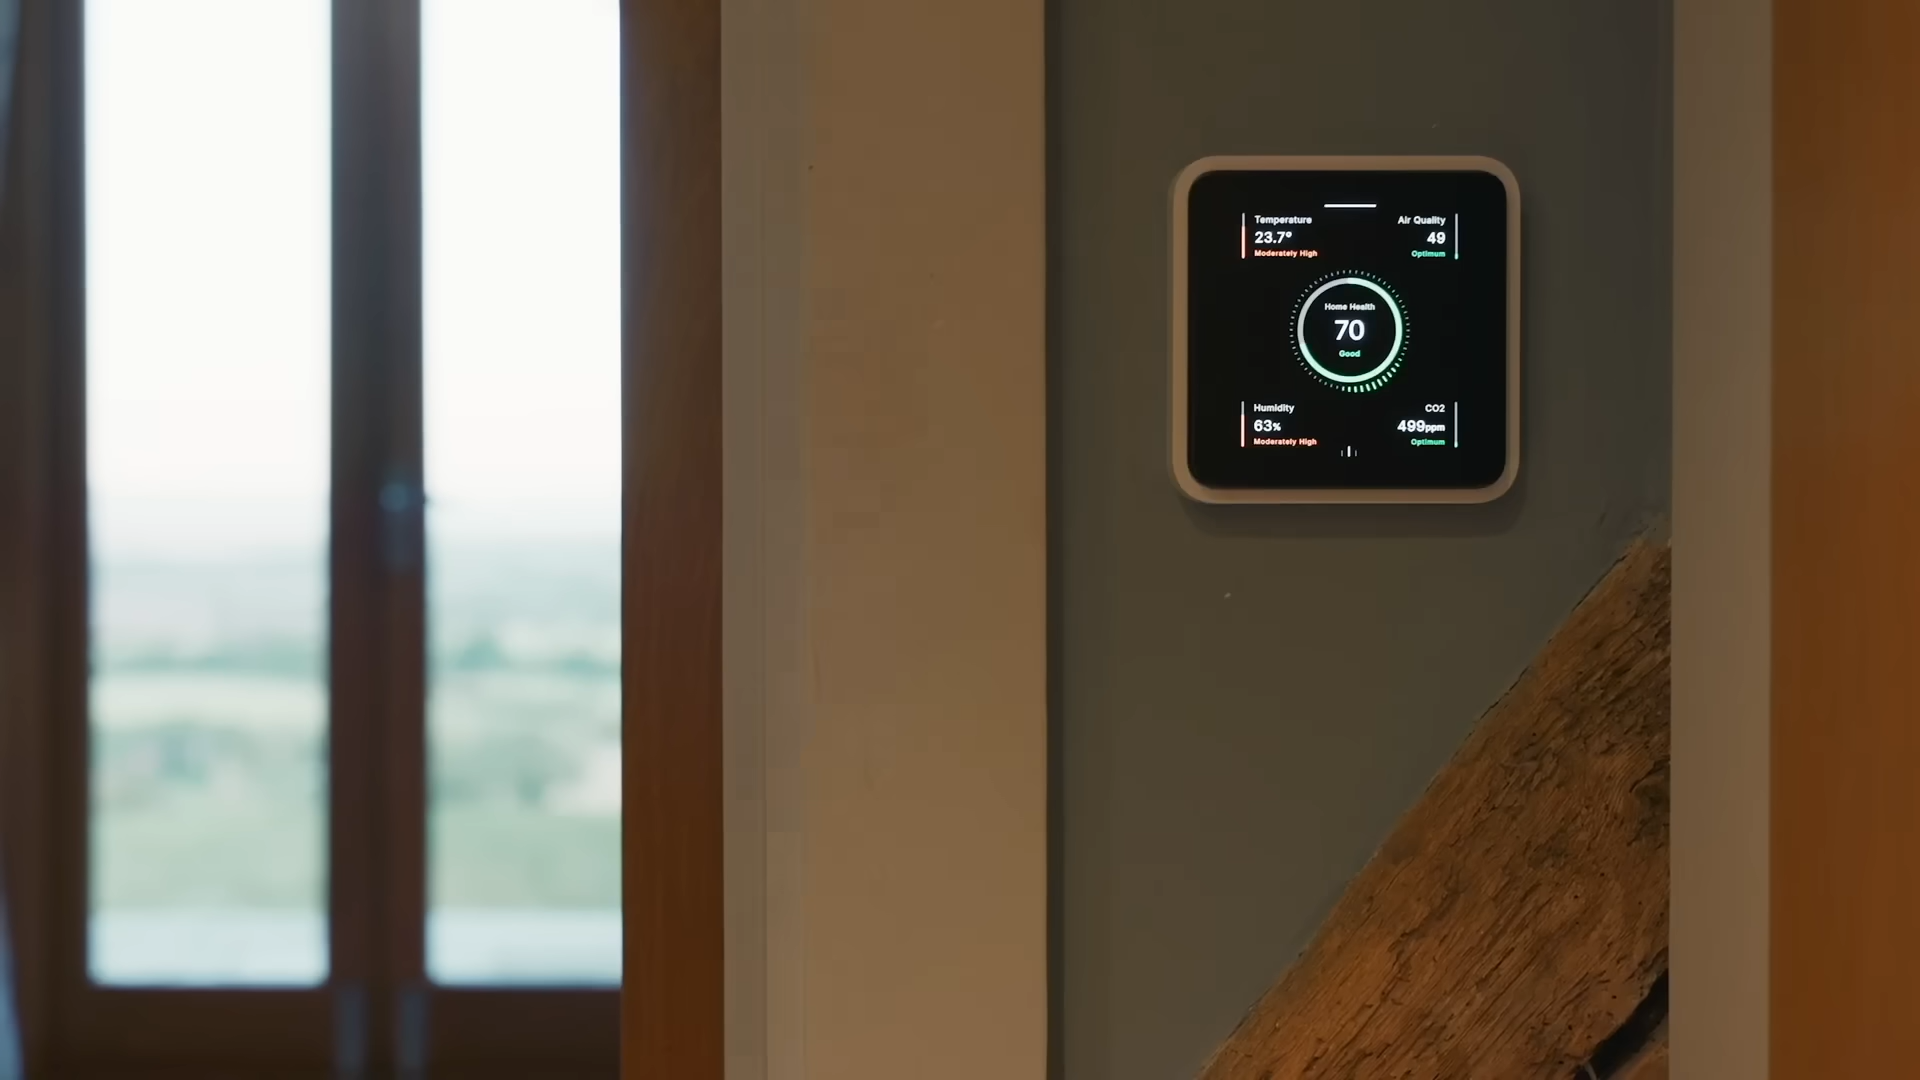 Temperature
23.7°
Moderately High
Air Quality
49
Optimum
Home Health
70
Good
Humidity
63%
Moderately High
CO2
499ppm
Optimum